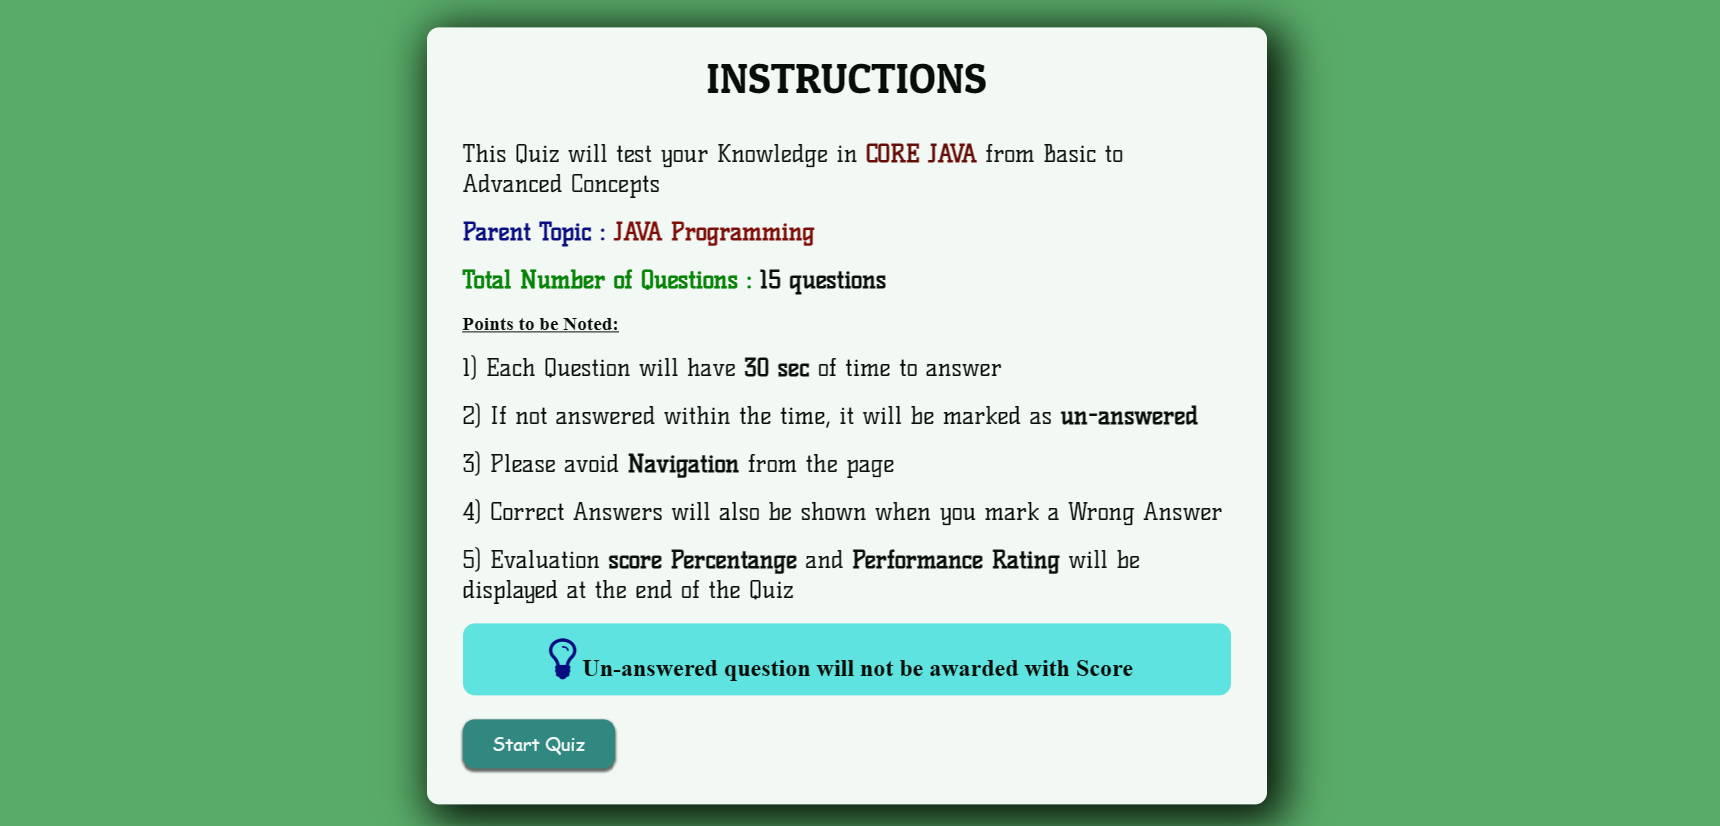 INSTRUCTIONS
This Quiz will test your Knowledge in CORE JAVA from Basic to
Advanced Concepts
Parent Topic : JAVA Programming
Total Number of Questions : 15 questions
Points to be Noted:
1) Each Question will have 30 sec of time to answer
2) If not answered within the time, it will be marked as un-answered
3) Please avoid Navigation from the page
4) Correct Answers will also be shown when you mark a Wrong Answer
5) Evaluation score Percentange and Performance Rating will be
displayed at the end of the Quiz
Un-answered question will not be awarded with Score
Start Quiz